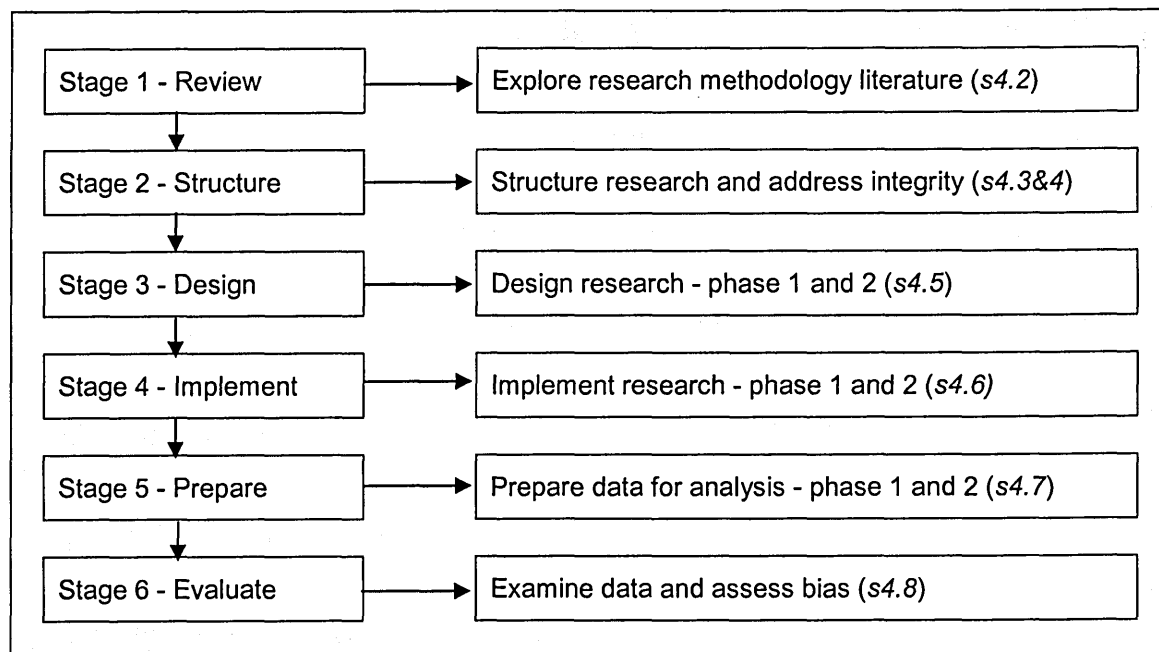 Stage 1 - Review
Explore research methodology literature (s4.2)
Stage 2 - Structure
Structure research and address integrity (s4.3&4)
Stage 3 - Design
Design research - phase 1 and 2 (s4.5)
Stage 4 - Implement
Implement research - phase 1 and 2 (s4.6)
Stage 5 - Prepare
Prepare data for analysis - phase 1 and 2 (s4.7)
Stage 6 - Evaluate
Examine data and assess bias (s4.8)